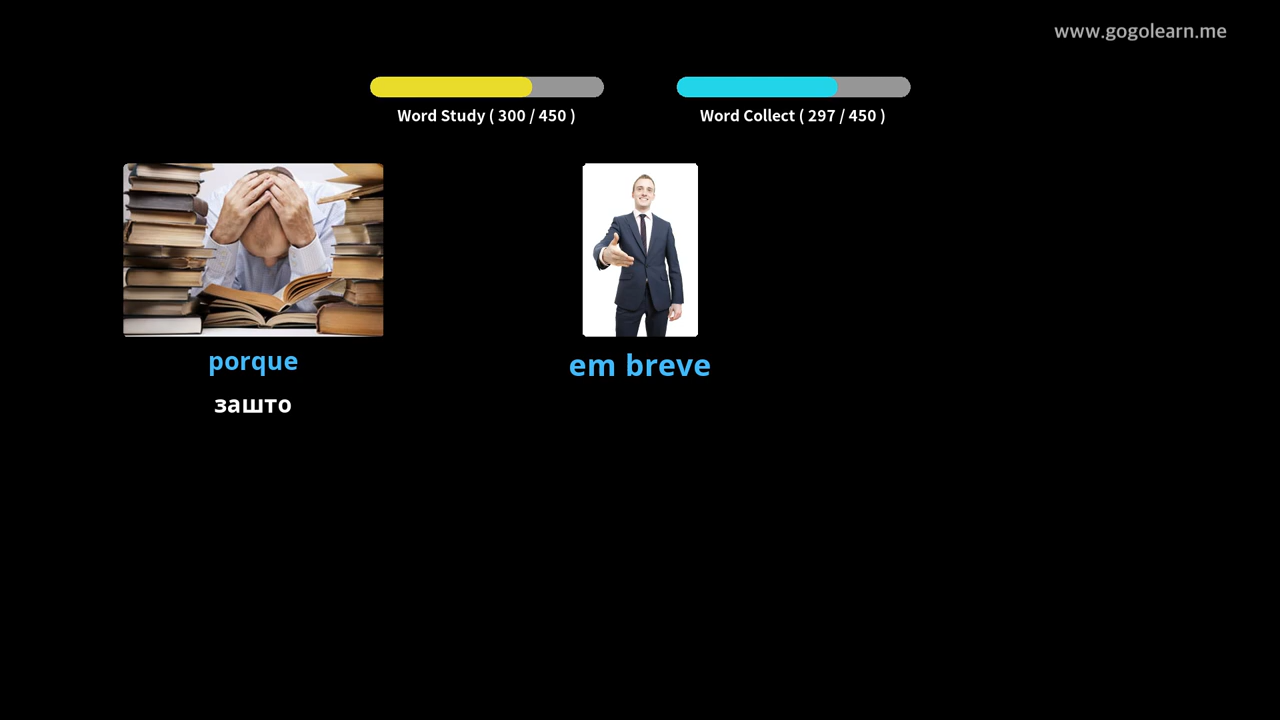 www.gogolearn.me
Word Study ( 300 / 450 )
Word Collect ( 297 / 450 )
porque
зашто
em breve